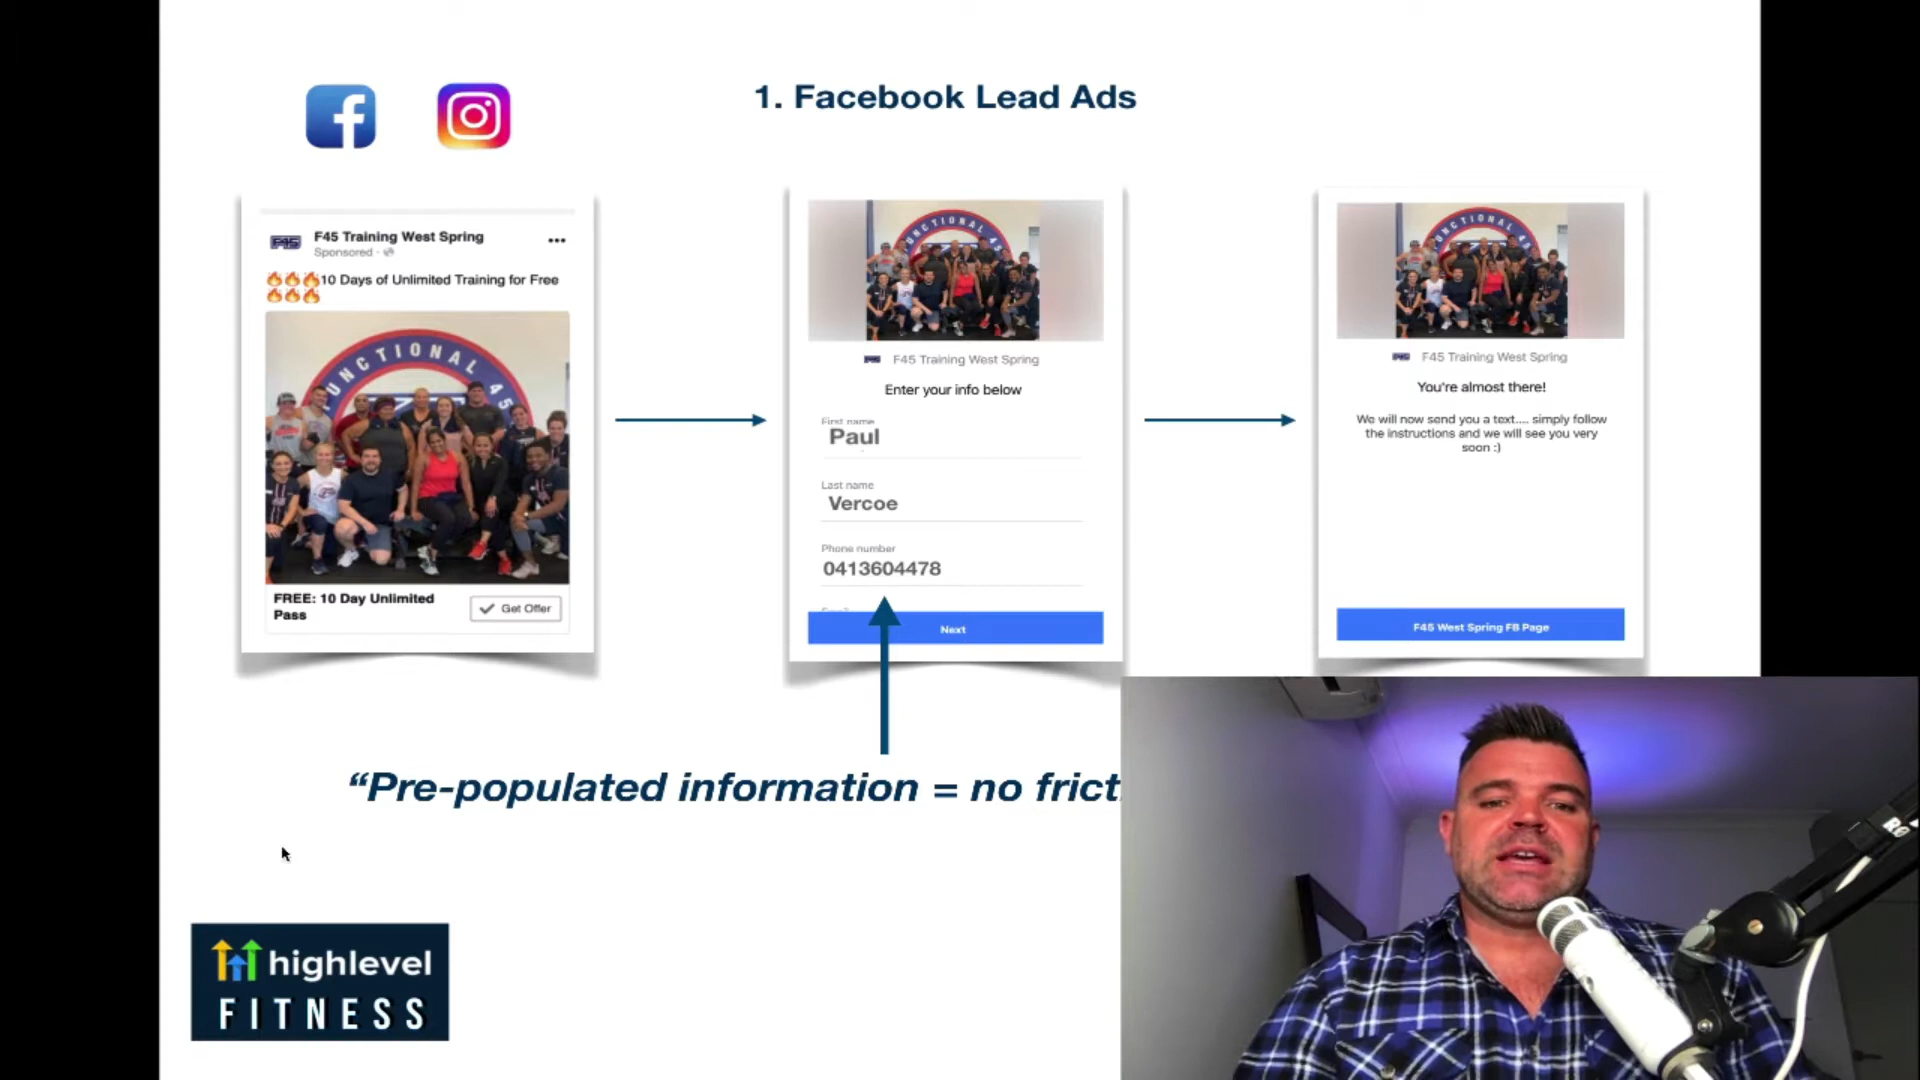 1. Facebook Lead Ads
F45 Training West Spring
Sponsored ·
10 Days of Unlimited Training for Free
FUNCTIONAL 45
FREE: 10 Day Unlimited
Pass
Get Offer
F45 Training West Spring
Enter your info below
First name
Paul
Last name
Vercoe
Phone number
0413604478
Next
F45 Training West Spring
You're almost there!
We will now send you a text.... simply follow
the instructions and we will see you very
soon :)
F45 West Spring FB Page
“Pre-populated information = no frict
highlevel
FITNESS